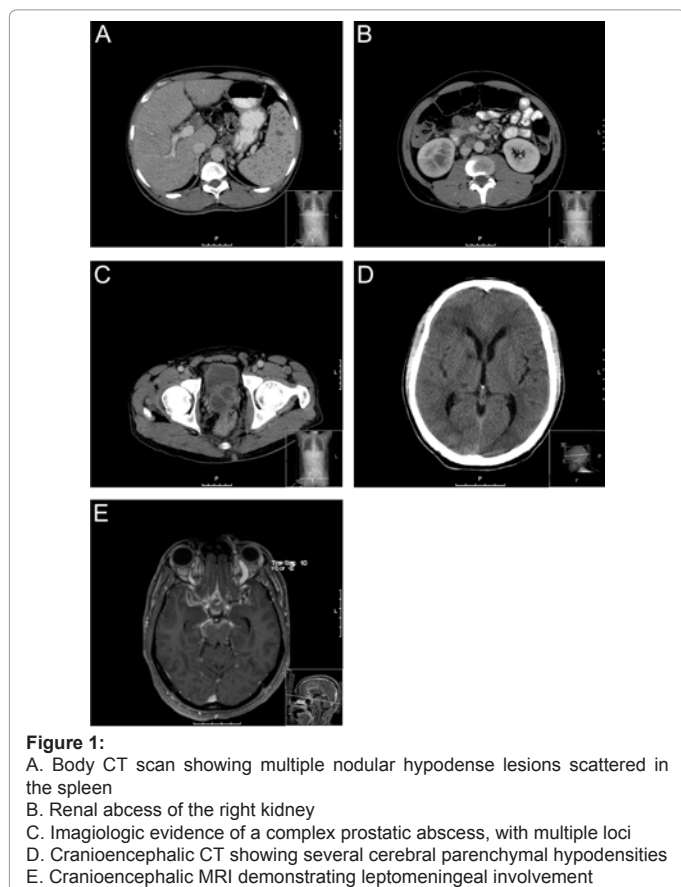 A
B
L
P
L
P
C
D
P
P
E
P
Figure 1:
A. Body CT scan showing multiple nodular hypodense lesions scattered in
the spleen
B. Renal abcess of the right kidney
C. Imagiologic evidence of a complex prostatic abscess, with multiple loci
D. Cranioencephalic CT showing several cerebral parenchymal hypodensities
E. Cranioencephalic MRI demonstrating leptomeningeal involvement